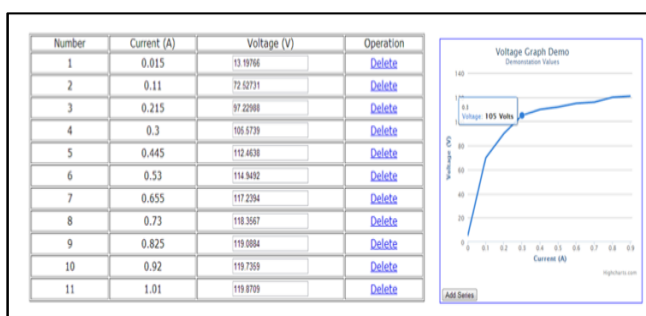 Number Current (A) Voltage (V) Operation
1 0.015 13.19766 Delete
2 0.11 72.52731 Delete
3 0.215 97.22988 Delete
4 0.3 105.5739 Delete
5 0.445 112.4638 Delete
6 0.53 114.9492 Delete
7 0.655 117.2394 Delete
8 0.73 118.3567 Delete
9 0.825 119.0884 Delete
10 0.92 119.7359 Delete
11 1.01 119.8709 Delete
Voltage Graph Demo
Demonstation Values
140
100
80
60
40
20
0
Voltage (V)
Voltage: 105 Volts
0 0.1 0.2 0.3 0.4 0.5 0.6 0.7 0.8 0.9
Current (A)
Highcharts.com
Add Series